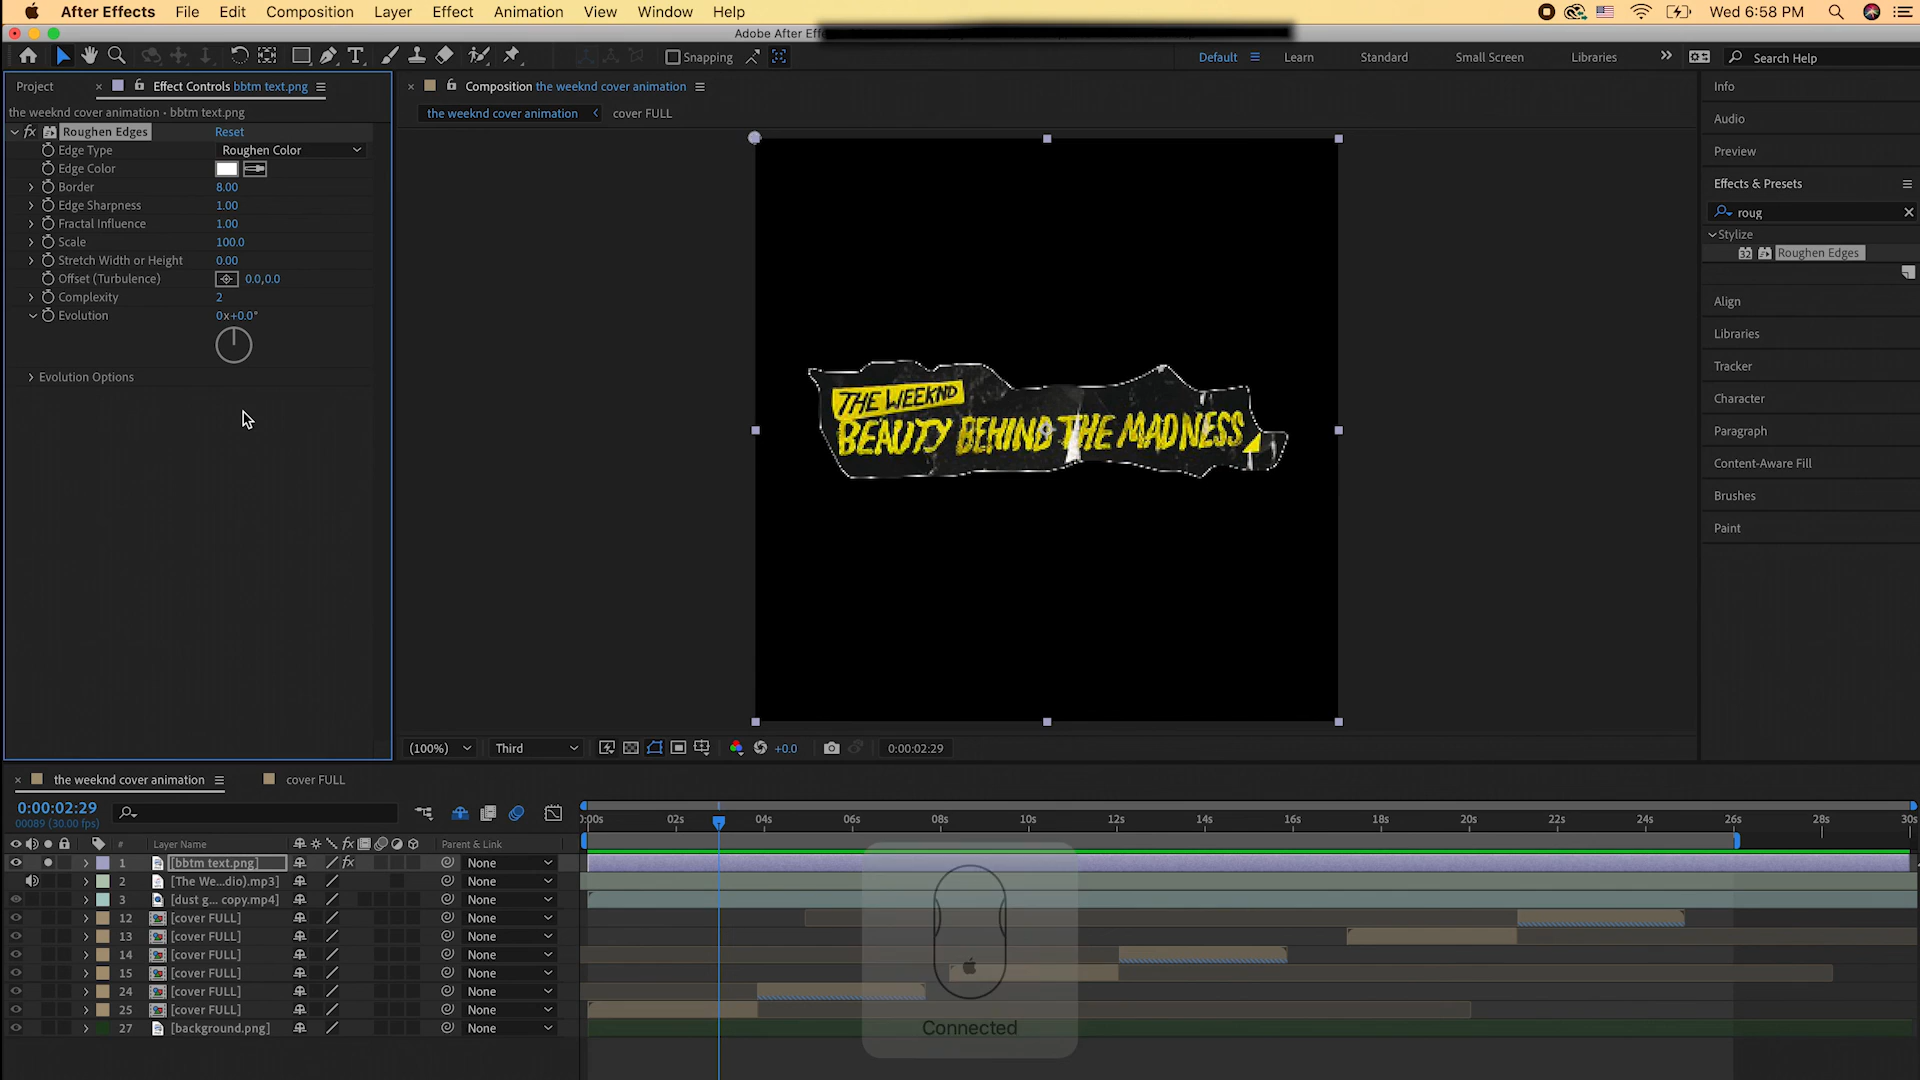 After Effects File Edit Composition Layer Effect Animation View Window Help Wed 6:58 PM
Adobe After Effe
Snapping Default Learn Standard Small Screen Libraries Search Help
Project Effect Controls bbtm text.png
the weeknd cover animation • bbtm text.png
fx Roughen Edges Reset
Edge Type Roughen Color
Edge Color
Border 8.00
Edge Sharpness 1.00
Fractal Influence 1.00
Scale 100.0
Stretch Width or Height 0.00
Offset (Turbulence) 0.0,0.0
Complexity 2
Evolution 0x+0.0°
Evolution Options
Composition the weeknd cover animation
the weeknd cover animation cover FULL
THE WEEKND
BEAUTY BEHIND THE MADNESS
(100%) Third +0.0 0:00:02:29
Info
Audio
Preview
Effects & Presets
roug
Stylize
32 Roughen Edges
Align
Libraries
Tracker
Character
Paragraph
Content-Aware Fill
Brushes
Paint
the weeknd cover animation cover FULL
0:00:02:29
00089 (30.00 fps)
):00s 02s 04s 06s 08s 10s 12s 14s 16s 18s 20s 22s 24s 26s 28s 30s
# Layer Name fx Parent & Link
1 [bbtm text.png] fx None
2 [The We...dio).mp3] None
3 [dust g... copy.mp4] None
12 [cover FULL] None
13 [cover FULL] None
14 [cover FULL] None
15 [cover FULL] None
24 [cover FULL] None
25 [cover FULL] None
27 [background.png] None
Connected